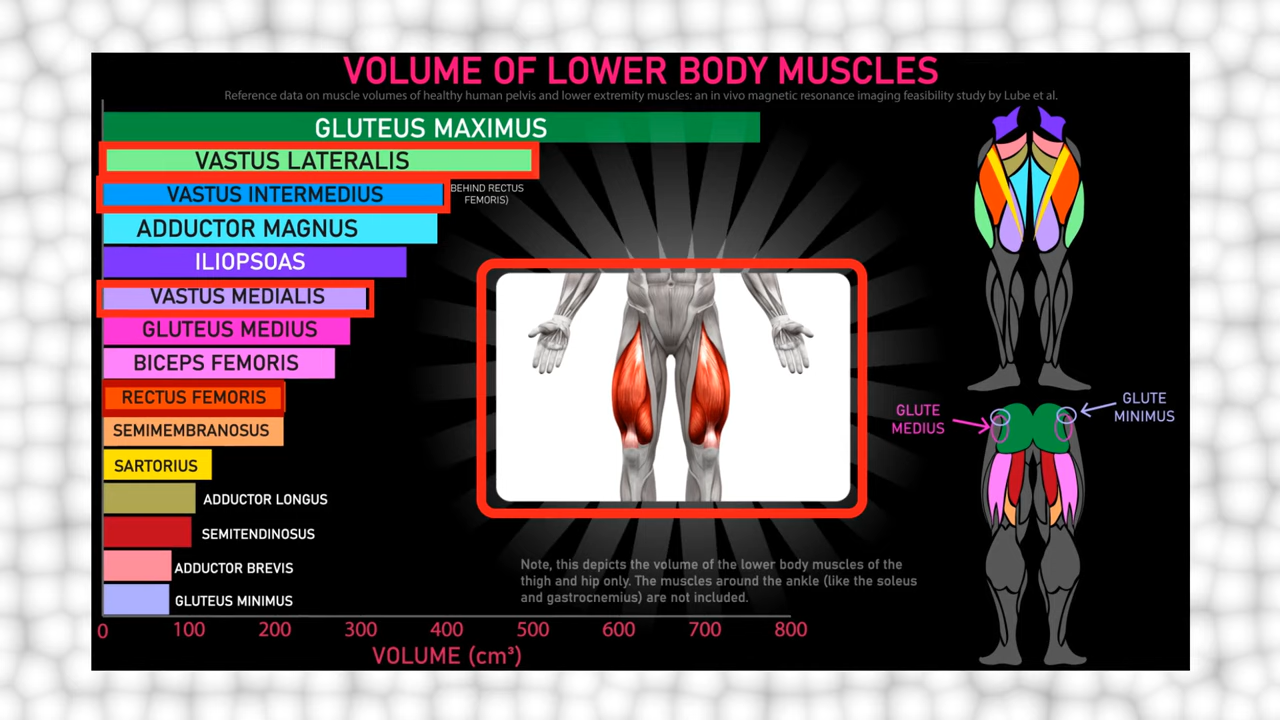 VOLUME OF LOWER BODY MUSCLES
Reference data on muscle volumes of healthy human pelvis and lower extremity muscles: an in vivo magnetic resonance imaging feasibility study by Lube et al.
GLUTEUS MAXIMUS
VASTUS LATERALIS
VASTUS INTERMEDIUS
BEHIND RECTUS
FEMORIS)
ADDUCTOR MAGNUS
ILIOPSOAS
VASTUS MEDIALIS
GLUTEUS MEDIUS
BICEPS FEMORIS
RECTUS FEMORIS
SEMIMEMBRANOSUS
SARTORIUS
ADDUCTOR LONGUS
SEMITENDINOSUS
ADDUCTOR BREVIS
GLUTEUS MINIMUS
0 100 200 300 400 500 600 700 800
VOLUME (cm³)
Note, this depicts the volume of the lower body muscles of the
thigh and hip only. The muscles around the ankle (like the soleus
and gastrocnemius) are not included.
GLUTE
MEDIUS
GLUTE
MINIMUS